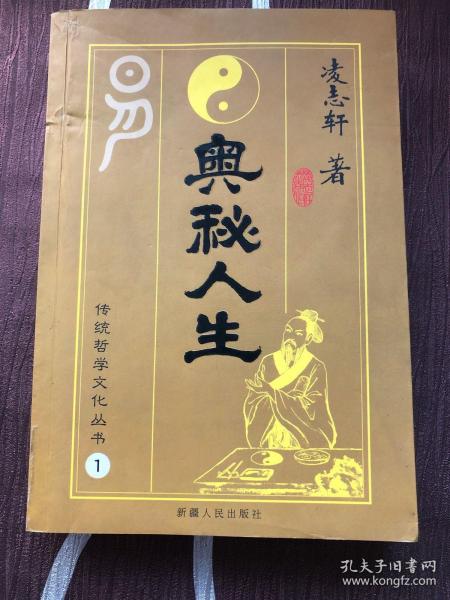 易
凌志轩 著
奥秘人生
传统哲学文化丛书
1
新疆人民出版社
孔夫子旧书网
www.kongfz.com